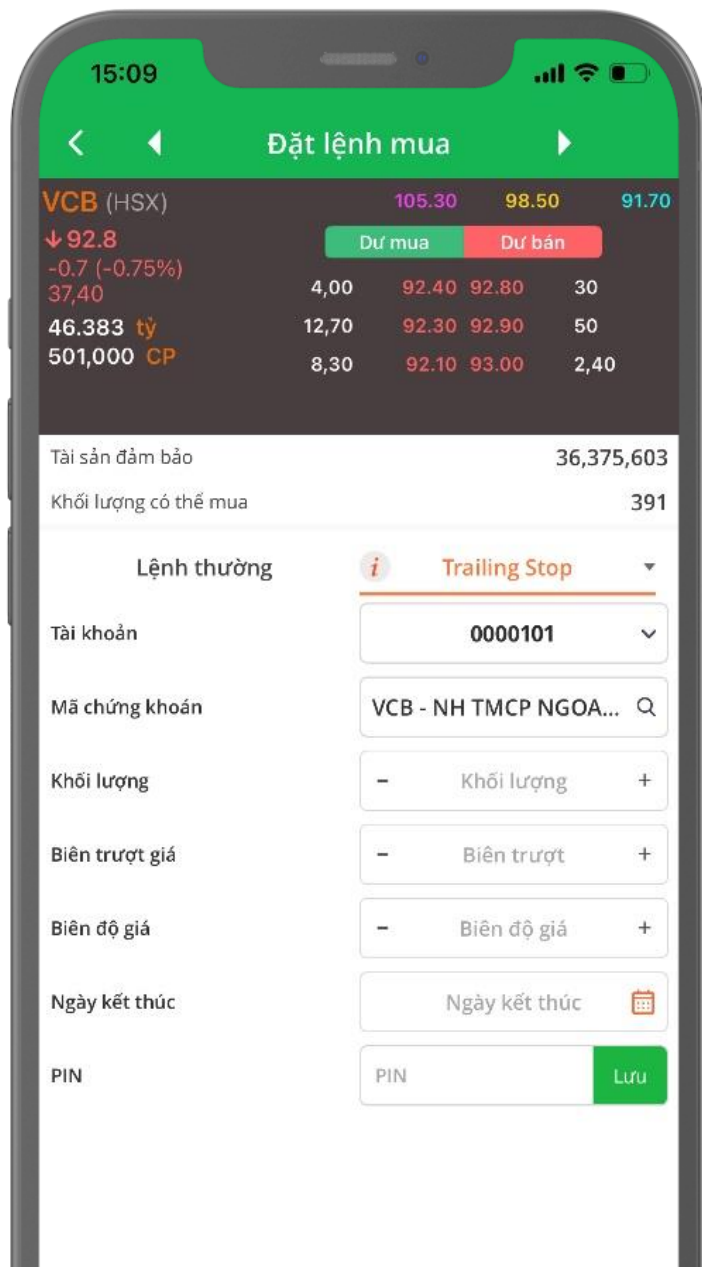 15:09
Đặt lệnh mua
VCB (HSX) 105.30 98.50 91.70
92.8 Dư mua Dư bán
-0.7 (-0.75%)
37,40 4,00 92.40 92.80 30
46.383 tỷ 12,70 92.30 92.90 50
501,000 CP 8,30 92.10 93.00 2,40
Tài sản đảm bảo 36,375,603
Khối lượng có thể mua 391
Lệnh thường i Trailing Stop
Tài khoản 0000101
Mã chứng khoán VCB - NH TMCP NGOA...
Khối lượng - Khối lượng +
Biên trượt giá - Biên trượt +
Biên độ giá - Biên độ giá +
Ngày kết thúc Ngày kết thúc
PIN PIN Lưu